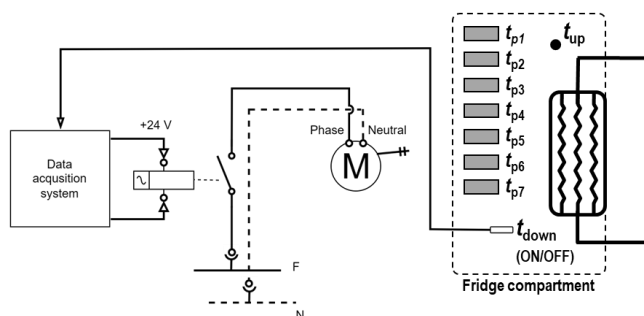 +24 V
Data
acqusition
system
Phase
Neutral
M
F
N
tp1
tp2
tp3
tp4
tp5
tp6
tp7
tup
tdown
(ON/OFF)
Fridge compartment